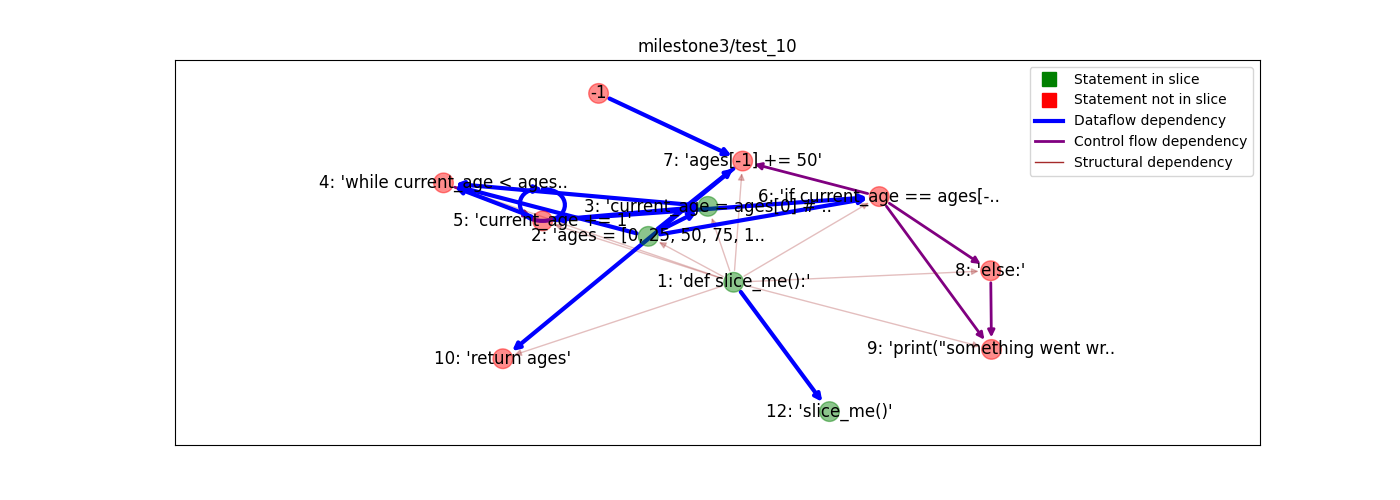 milestone3/test_10
Statement in slice
Statement not in slice
Dataflow dependency
Control flow dependency
Structural dependency
-1
7: 'ages[-1] += 50'
4: 'while current_age < ages..
6: 'if current_age == ages[-..
3: 'current_age = ages[0] # ..
5: 'current_age += 1'
2: 'ages = [0, 25, 50, 75, 1..
8: 'else:'
1: 'def slice_me():'
9: 'print("something went wr..
10: 'return ages'
12: 'slice_me()'